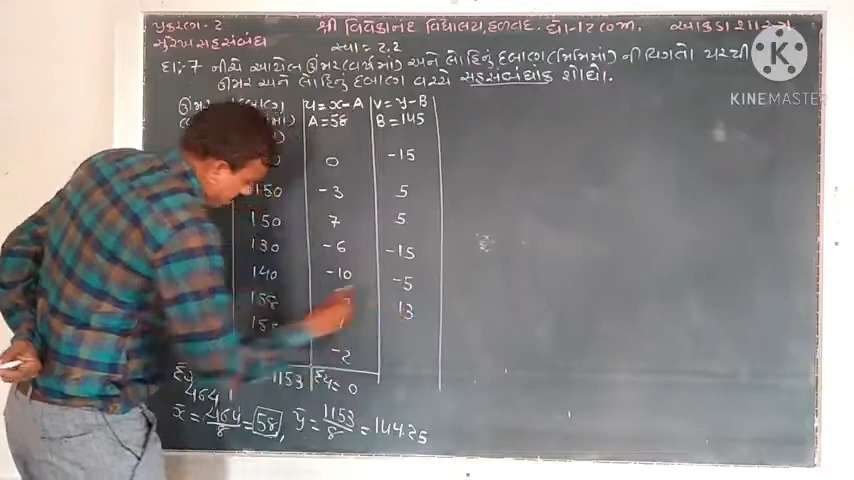 પ્રકરણ-2 શ્રી વિવેકાનંદ વિદ્યાલય, હળવદ. ધો-12 કોમ. આંકડાશાસ્ત્ર
સુરેખ સહસંબંધ સ્વા = 2.2
દા:-7 નીચે આપેલ ઊંમર (વર્ષમાં) અને લોહીનું દબાણ (મિમિમાં) ની વિગતો પરથી
ઊંમર અને લોહિનું દબાણ વચ્ચે સહસંબંધાંક શોધો.
KINEMASTER
ઊંમર દબાણ u=x-A v=y-B
A=58 B=145
0 -15
150 -3 5
150 7 5
130 -6 -15
140 -10 -5
158 13
-2
464 1153 Σu=0
x̄ = 464/8 = 58, ȳ = 1153/8 = 144.25